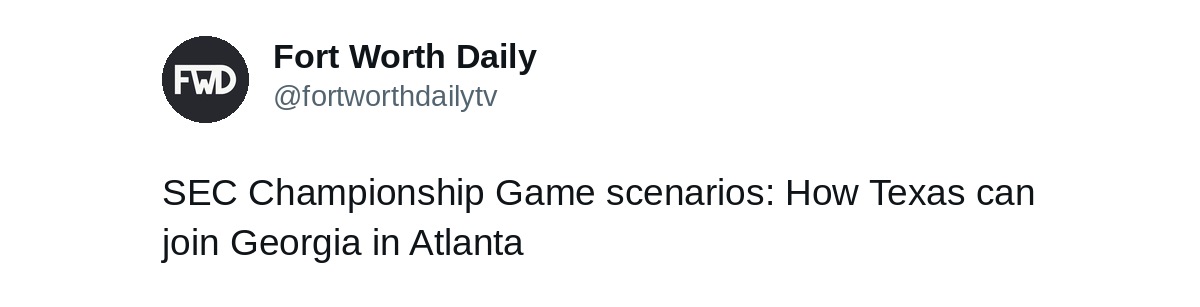 FWD
Fort Worth Daily
@fortworthdailytv
SEC Championship Game scenarios: How Texas can
join Georgia in Atlanta